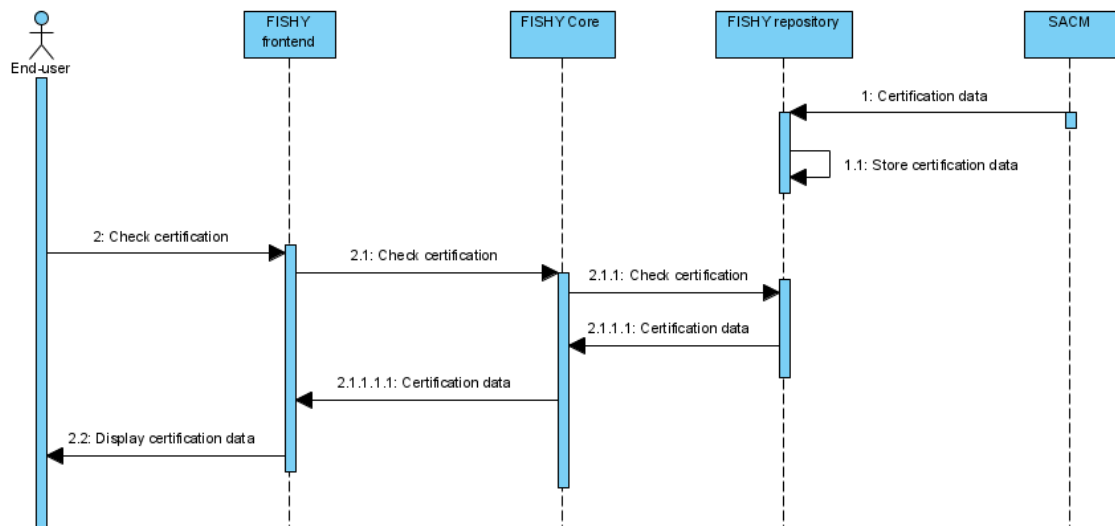 End-user
FISHY
frontend
FISHY Core
FISHY repository
SACM
1: Certification data
1.1: Store certification data
2: Check certification
2.1: Check certification
2.1.1: Check certification
2.1.1.1: Certification data
2.1.1.1.1: Certification data
2.2: Display certification data